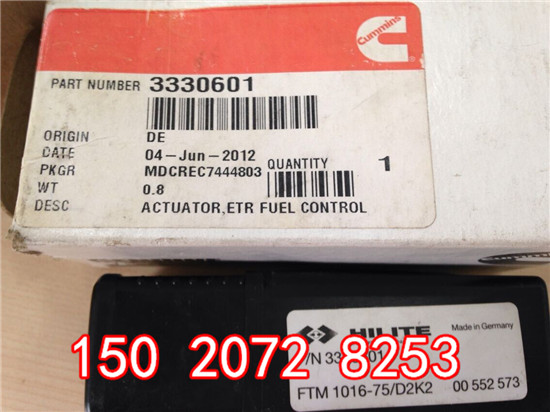 Cummins
PART NUMBER 3330601
ORIGIN DE
DATE 04-Jun-2012
PKGR MDCREC7444803 QUANTITY 1
WT 0.8
DESC ACTUATOR,ETR FUEL CONTROL
HILITE Made in Germany
150 2072 8253
FTM 1016-75/D2K2 00 552 573